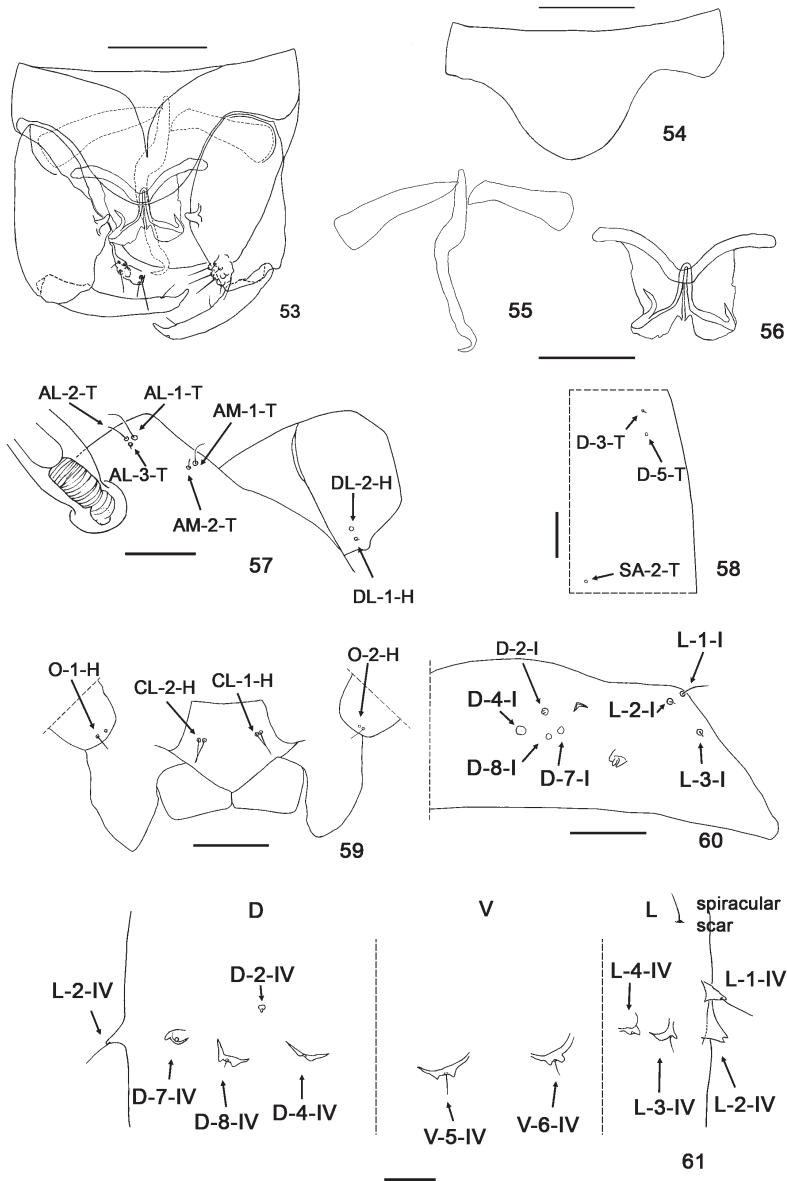 53
54
55
56
AL-2-T
AL-1-T
AM-1-T
AL-3-T
AM-2-T
DL-2-H
DL-1-H
57
D-3-T
D-5-T
SA-2-T
58
O-1-H
CL-2-H
CL-1-H
O-2-H
59
D-2-I
L-1-I
D-4-I
L-2-I
D-8-I
D-7-I
L-3-I
60
D
V
L
spiracular
scar
L-2-IV
D-2-IV
D-7-IV
D-8-IV
D-4-IV
V-5-IV
V-6-IV
L-4-IV
L-1-IV
L-3-IV
L-2-IV
61